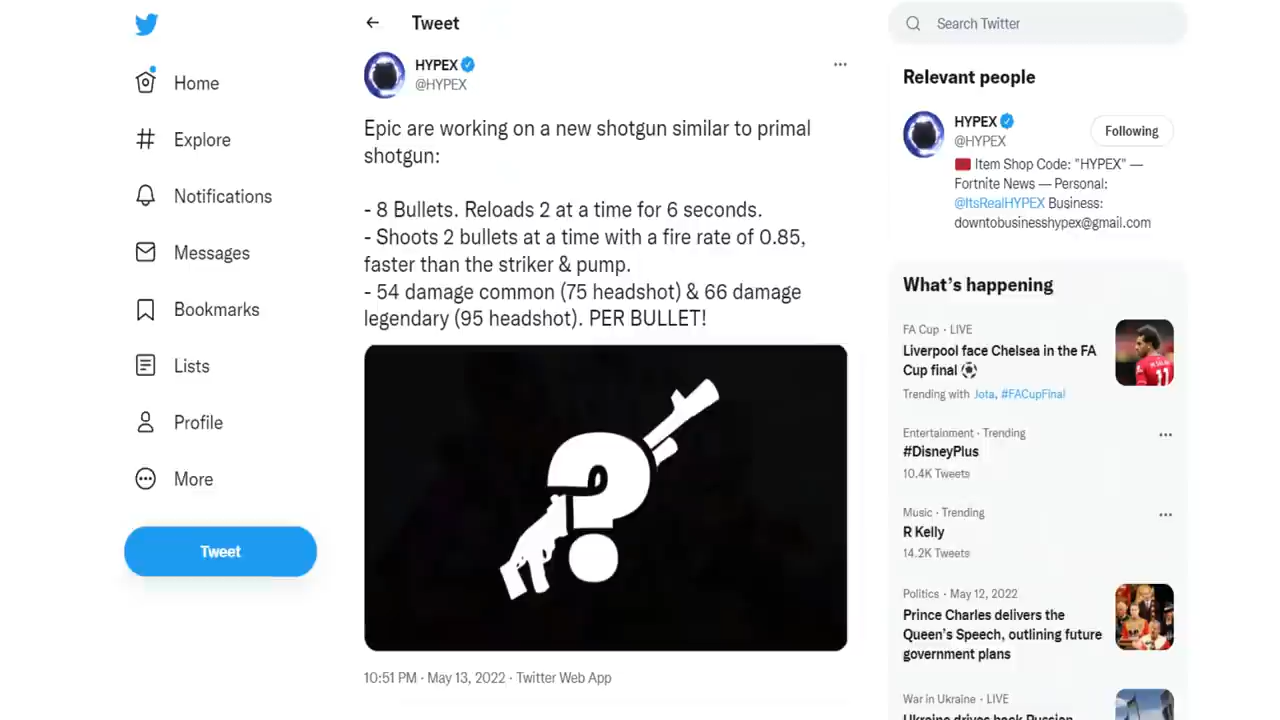 Home
Explore
Notifications
Messages
Bookmarks
Lists
Profile
More
Tweet
Tweet
HYPEX
@HYPEX
Epic are working on a new shotgun similar to primal
shotgun:
- 8 Bullets. Reloads 2 at a time for 6 seconds.
- Shoots 2 bullets at a time with a fire rate of 0.85,
faster than the striker & pump.
- 54 damage common (75 headshot) & 66 damage
legendary (95 headshot). PER BULLET!
?
10:51 PM · May 13, 2022 · Twitter Web App
Search Twitter
Relevant people
HYPEX
@HYPEX
Following
Item Shop Code: "HYPEX" —
Fortnite News — Personal:
@ItsRealHYPEX Business:
downtobusinesshypex@gmail.com
What's happening
FA Cup · LIVE
Liverpool face Chelsea in the FA
Cup final ⚽
Trending with Jota, #FACupFinal
11
Entertainment · Trending
#DisneyPlus
10.4K Tweets
Music · Trending
R Kelly
14.2K Tweets
Politics · May 12, 2022
Prince Charles delivers the
Queen's Speech, outlining future
government plans
War in Ukraine · LIVE
Ukraine drives back Russian